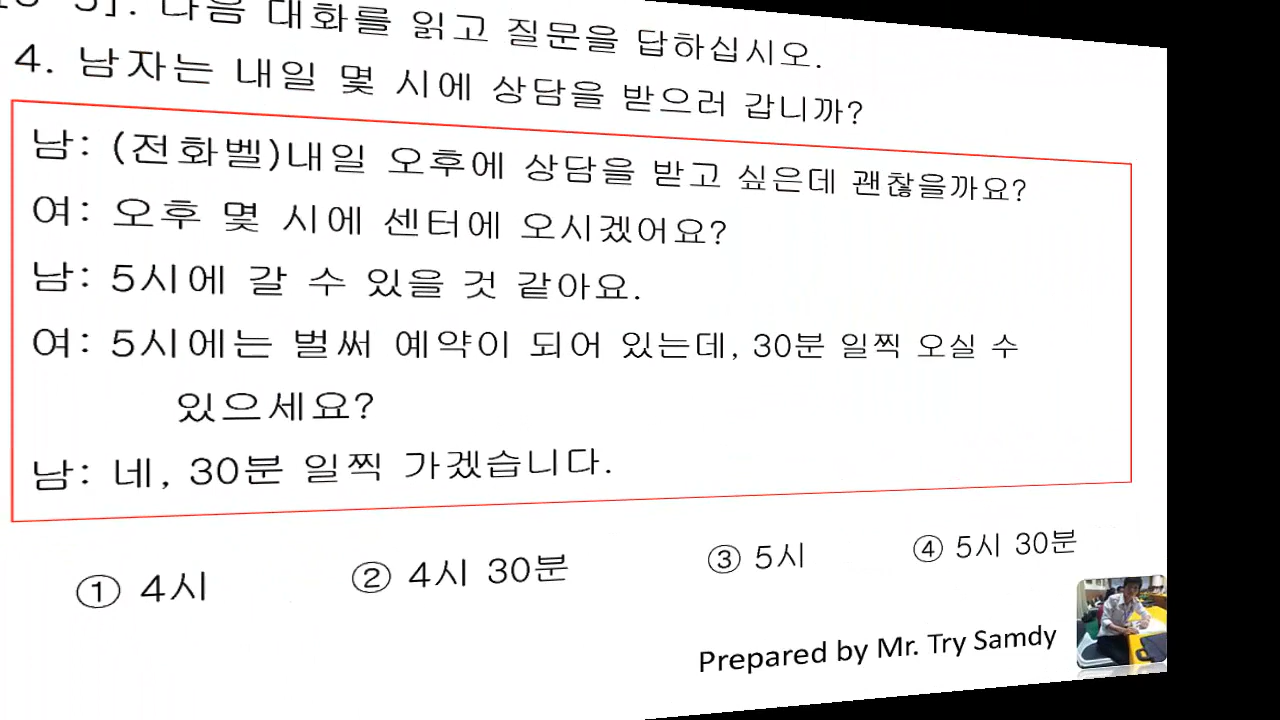 다음 대화를 읽고 질문을 답하십시오.
4. 남자는 내일 몇 시에 상담을 받으러 갑니까?
남: (전화벨)내일 오후에 상담을 받고 싶은데 괜찮을까요?
여: 오후 몇 시에 센터에 오시겠어요?
남: 5시에 갈 수 있을 것 같아요.
여: 5시에는 벌써 예약이 되어 있는데, 30분 일찍 오실 수
있으세요?
남: 네, 30분 일찍 가겠습니다.
① 4시 ② 4시 30분 ③ 5시 ④ 5시 30분
Prepared by Mr. Try Samdy